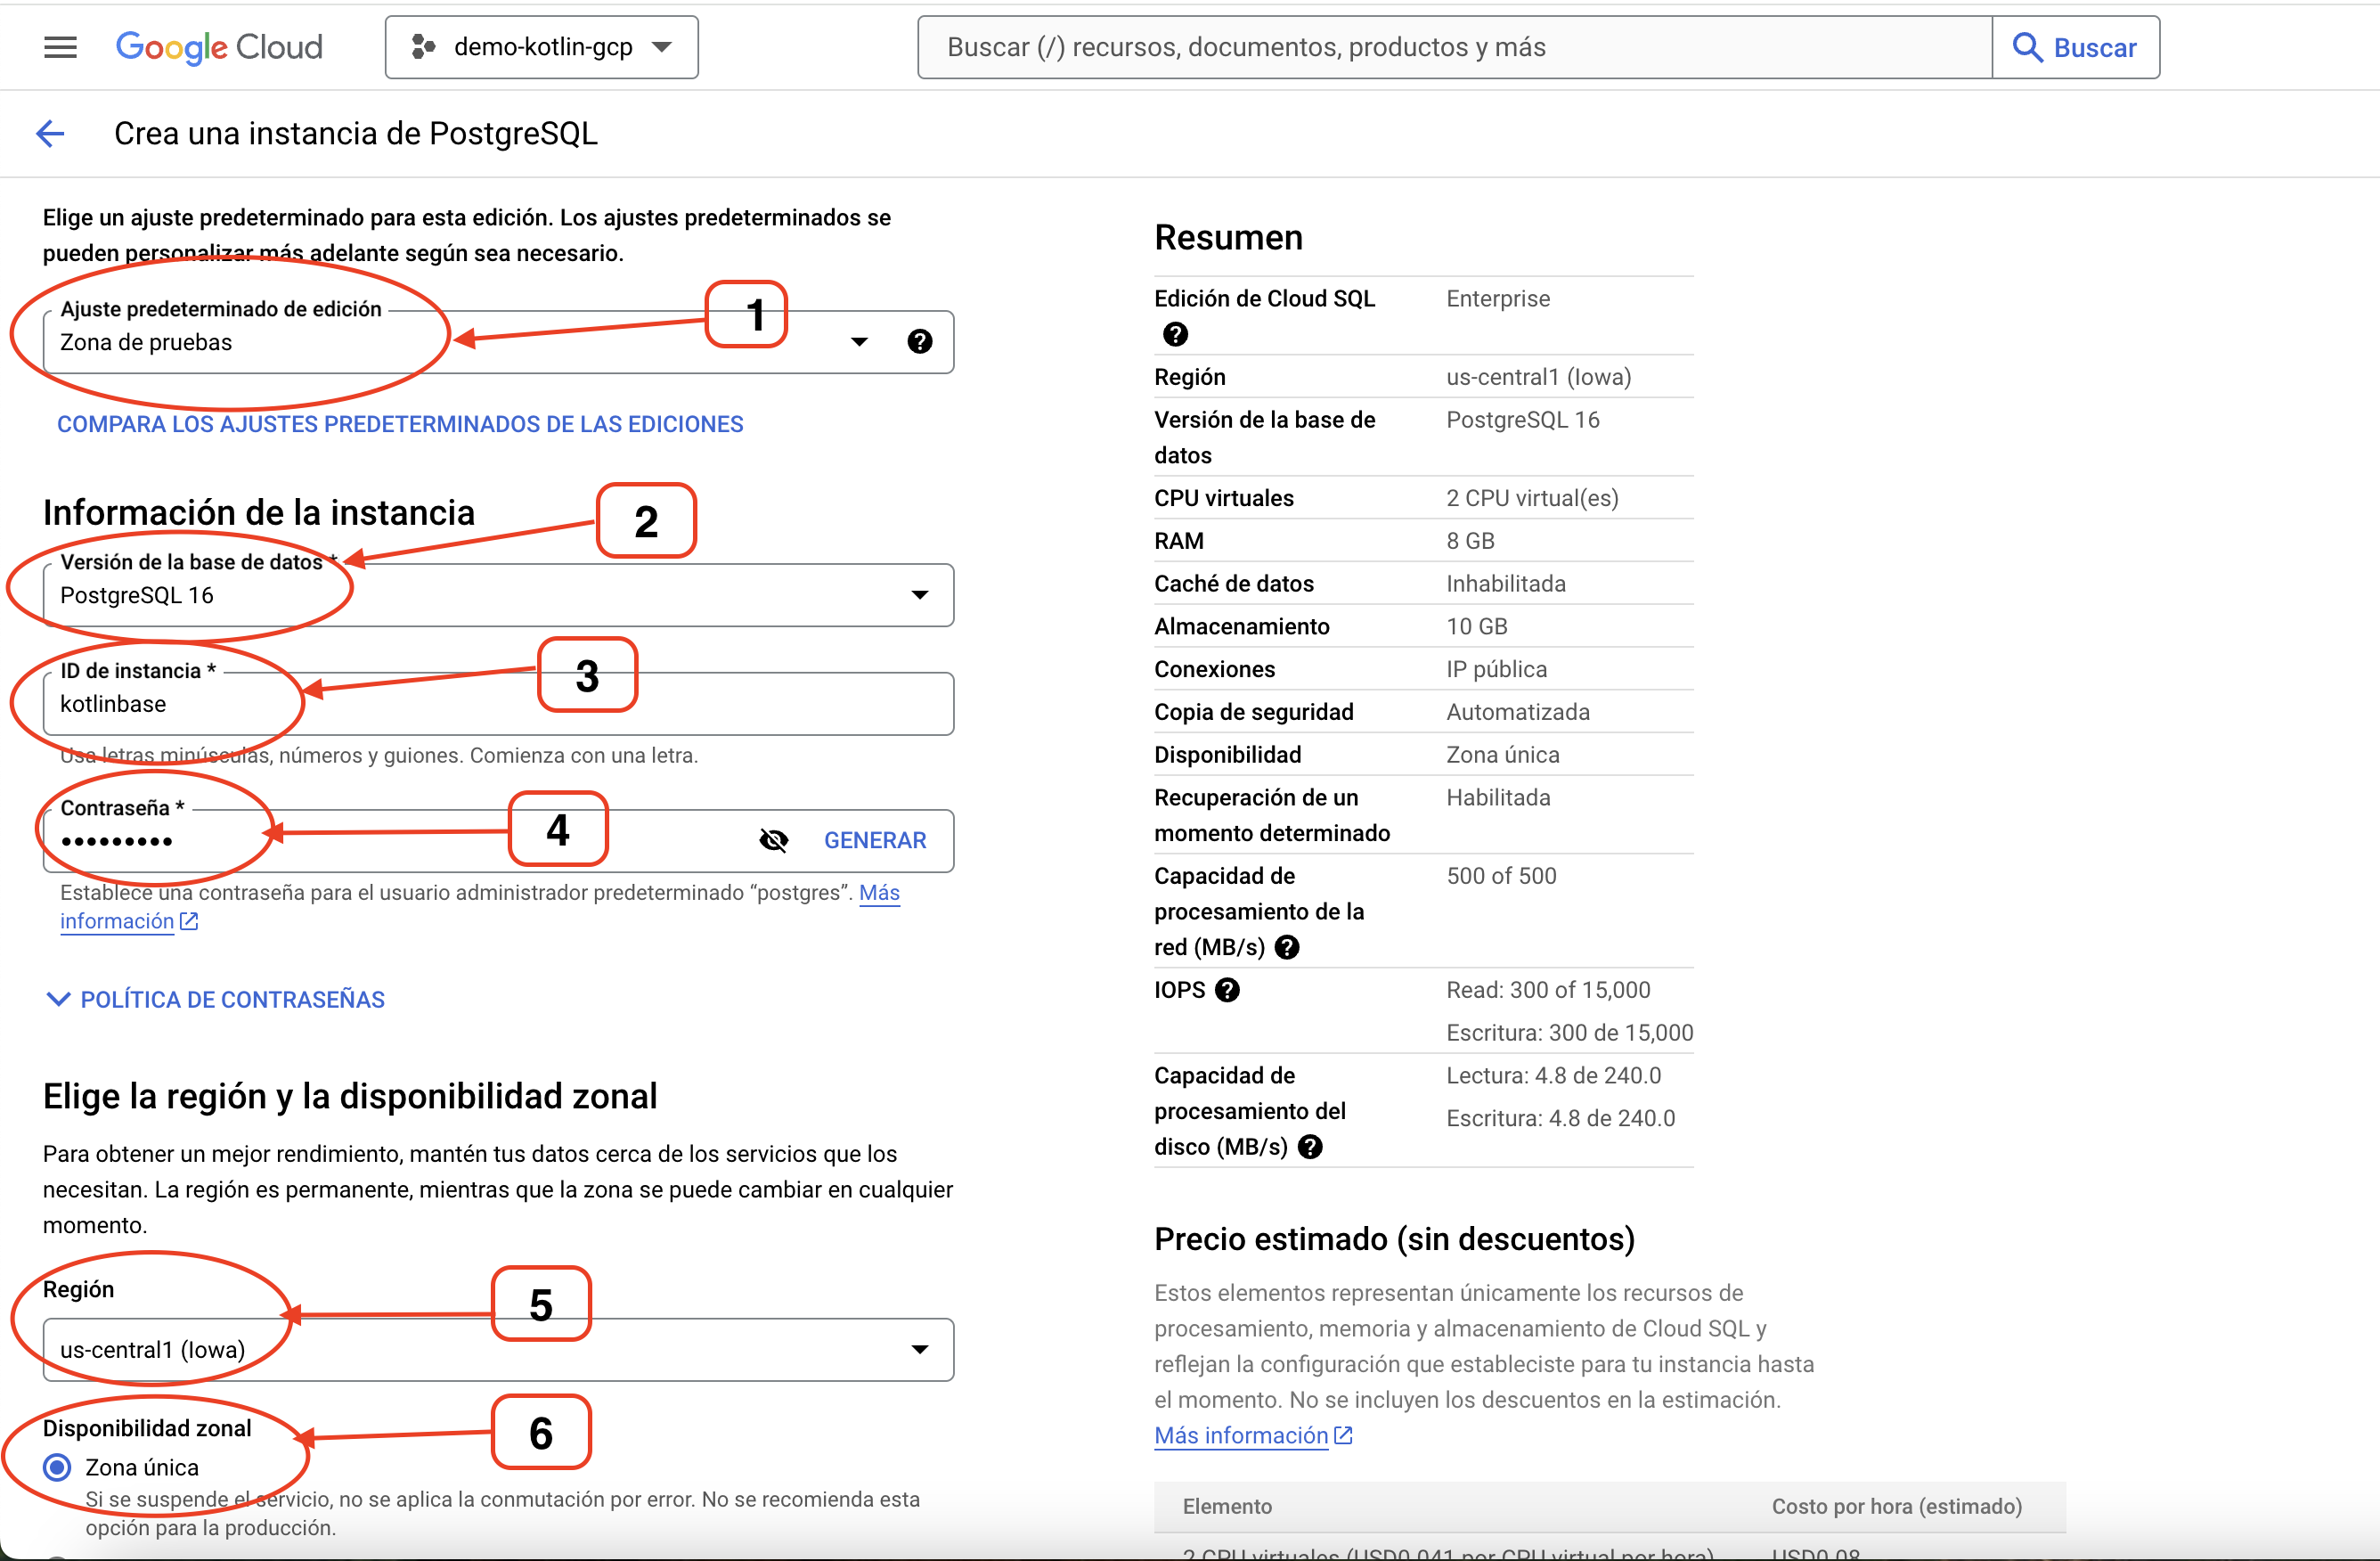 Google Cloud
demo-kotlin-gcp
Buscar (/) recursos, documentos, productos y más
Buscar
Crea una instancia de PostgreSQL
Elige un ajuste predeterminado para esta edición. Los ajustes predeterminados se
pueden personalizar más adelante según sea necesario.
Ajuste predeterminado de edición
Zona de pruebas
1
COMPARA LOS AJUSTES PREDETERMINADOS DE LAS EDICIONES
Información de la instancia
2
Versión de la base de datos *
PostgreSQL 16
ID de instancia *
kotlinbase
3
Usa letras minúsculas, números y guiones. Comienza con una letra.
Contraseña *
•••••••••
4
GENERAR
Establece una contraseña para el usuario administrador predeterminado “postgres”. Más
información
POLÍTICA DE CONTRASEÑAS
Elige la región y la disponibilidad zonal
Para obtener un mejor rendimiento, mantén tus datos cerca de los servicios que los
necesitan. La región es permanente, mientras que la zona se puede cambiar en cualquier
momento.
Región
5
us-central1 (Iowa)
Disponibilidad zonal
6
Zona única
Si se suspende el servicio, no se aplica la conmutación por error. No se recomienda esta
opción para la producción.
Resumen
Edición de Cloud SQL Enterprise
Región us-central1 (Iowa)
Versión de la base de PostgreSQL 16
datos
CPU virtuales 2 CPU virtual(es)
RAM 8 GB
Caché de datos Inhabilitada
Almacenamiento 10 GB
Conexiones IP pública
Copia de seguridad Automatizada
Disponibilidad Zona única
Recuperación de un Habilitada
momento determinado
Capacidad de 500 of 500
procesamiento de la
red (MB/s)
IOPS Read: 300 of 15,000
Escritura: 300 de 15,000
Capacidad de Lectura: 4.8 de 240.0
procesamiento del Escritura: 4.8 de 240.0
disco (MB/s)
Precio estimado (sin descuentos)
Estos elementos representan únicamente los recursos de
procesamiento, memoria y almacenamiento de Cloud SQL y
reflejan la configuración que estableciste para tu instancia hasta
el momento. No se incluyen los descuentos en la estimación.
Más información
Elemento Costo por hora (estimado)
2 CPU virtuales (USD0.041 por CPU virtual por hora) USD0.08